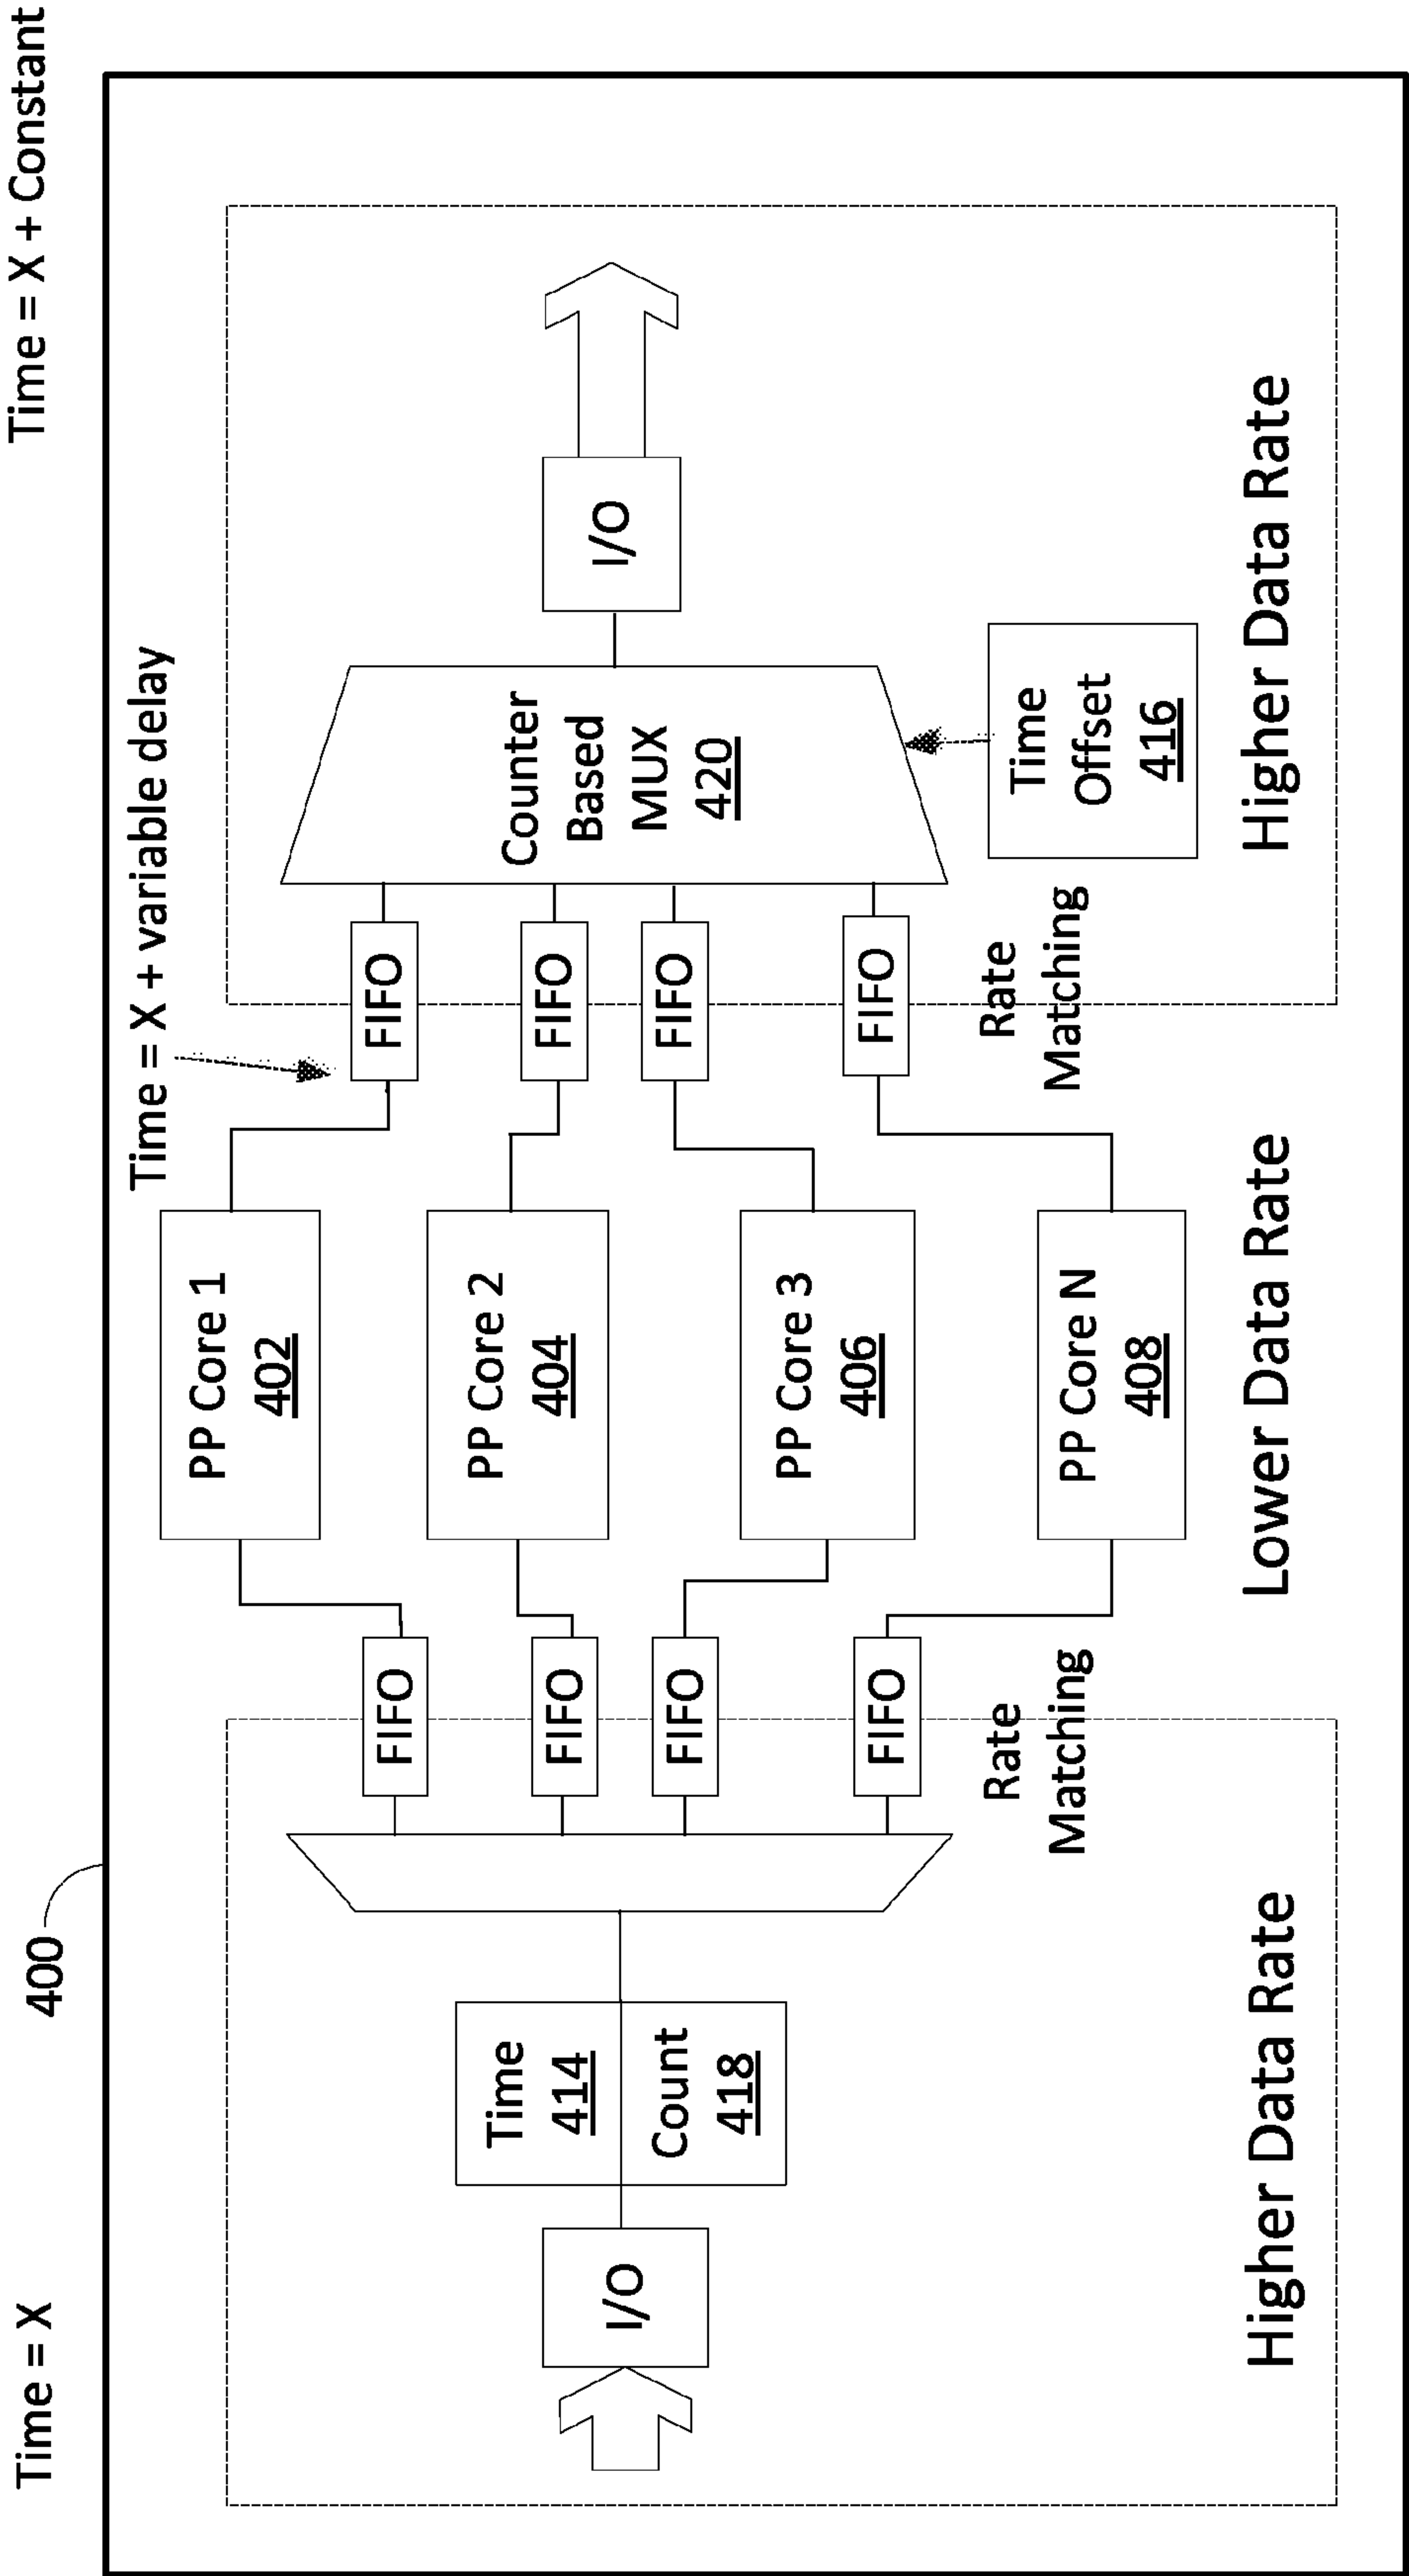 Time = X
400
Time = X + Constant
Time = X + variable delay
I/O
Time
414
Count
418
FIFO
FIFO
FIFO
FIFO
Rate
Matching
PP Core 1
402
PP Core 2
404
PP Core 3
406
PP Core N
408
FIFO
FIFO
FIFO
FIFO
Rate
Matching
Counter
Based
MUX
420
Time
Offset
416
I/O
Higher Data Rate
Lower Data Rate
Higher Data Rate